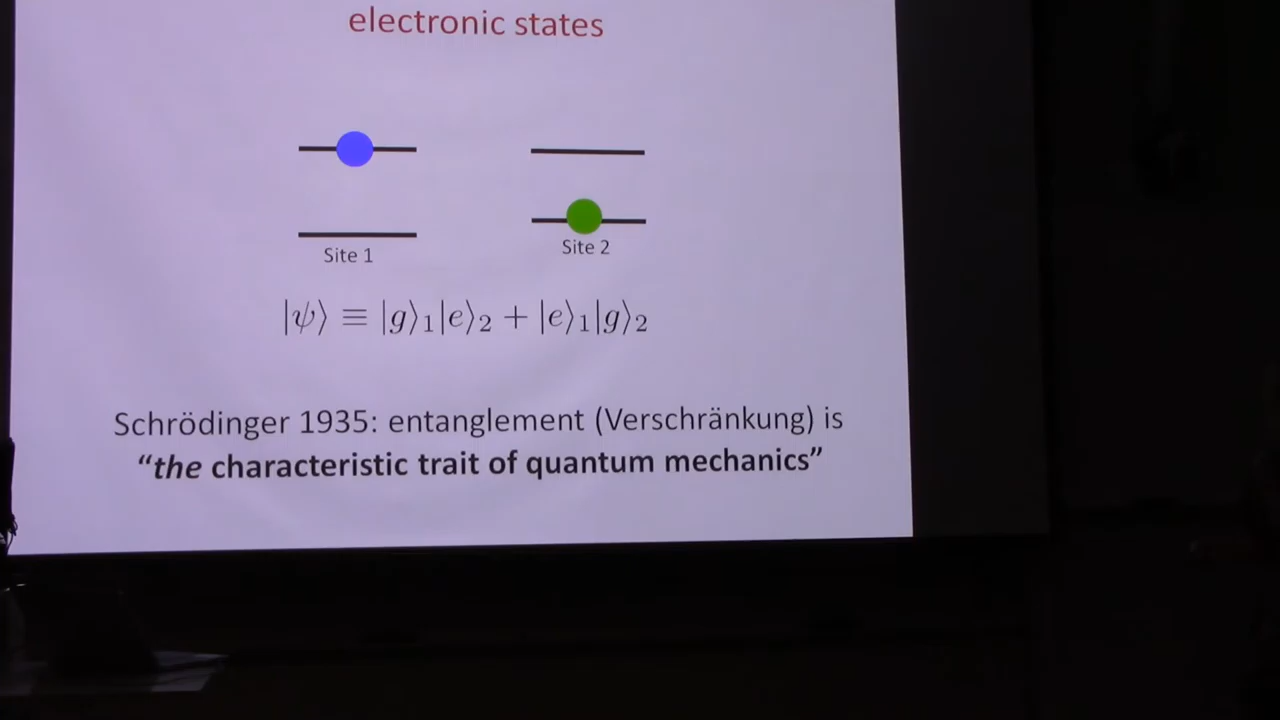 electronic states
Site 1
Site 2
|ψ⟩ ≡ |g⟩₁|e⟩₂ + |e⟩₁|g⟩₂
Schrödinger 1935: entanglement (Verschränkung) is
“the characteristic trait of quantum mechanics”